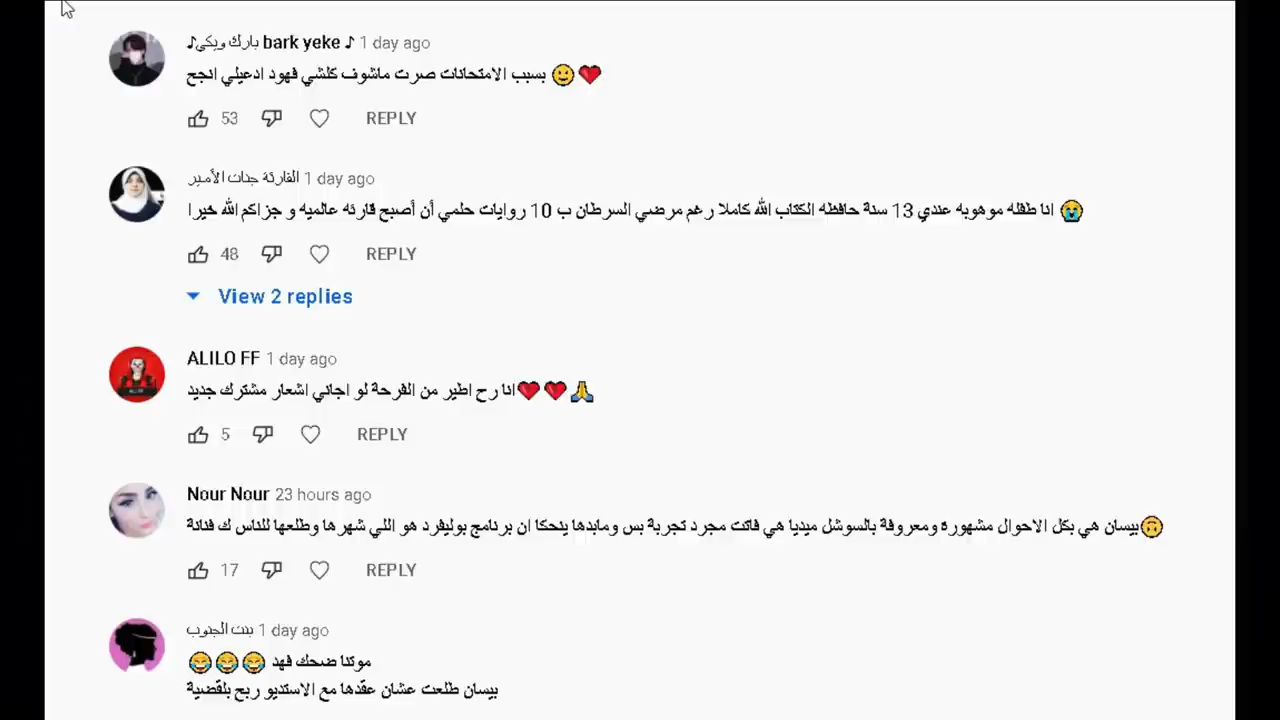 ♪بارك ويكي bark yeke ♪ 1 day ago
بسبب الامتحانات صرت ماشوف كلشي فهود ادعيلي انجح 🙂❤️
53 REPLY
القارئة جنات الأمير 1 day ago
انا طفله موهوبه عندي 13 سنة حافظه الكتاب الله كاملا رغم مرضي السرطان ب 10 روايات حلمي أن أصبح قارئه عالميه و جزاكم الله خيرا 😭
48 REPLY
View 2 replies
ALILO FF 1 day ago
انا رح اطير من الفرحة لو اجاني اشعار مشترك جديد❤️❤️🙏
5 REPLY
Nour Nour 23 hours ago
بيسان هي بكل الاحوال مشهوره ومعروفة بالسوشل ميديا هي فاتت مجرد تجربة بس ومابدها ينحكا ان برنامج بوليفرد هو اللي شهرها وطلعها للناس ك فنانة🙃
17 REPLY
بنت الجنوب 1 day ago
موتنا ضحك فهد 😂😂😂
بيسان طلعت عشان عقدها مع الاستديو ربح بلقضية